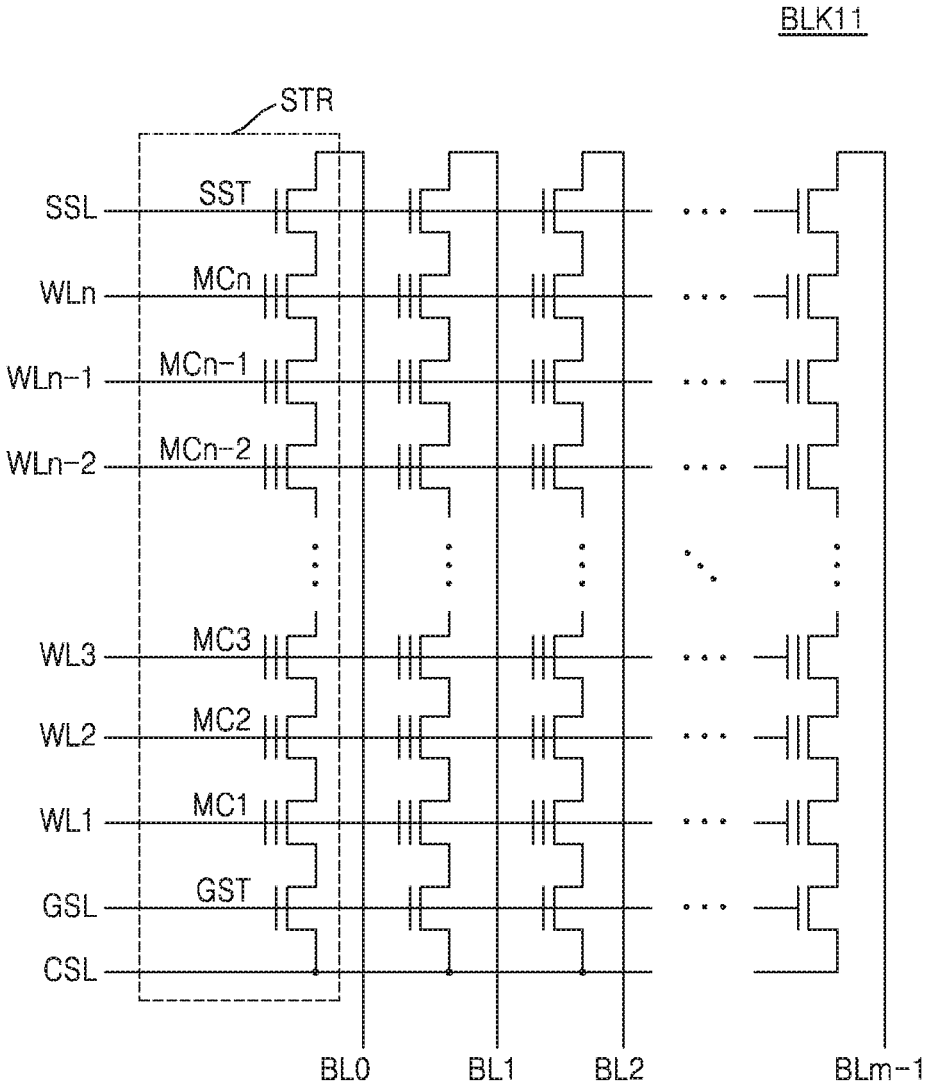 BLK11
STR
SSL SST
WLn MCn
WLn-1 MCn-1
WLn-2 MCn-2
WL3 MC3
WL2 MC2
WL1 MC1
GSL GST
CSL
BL0 BL1 BL2 BLm-1